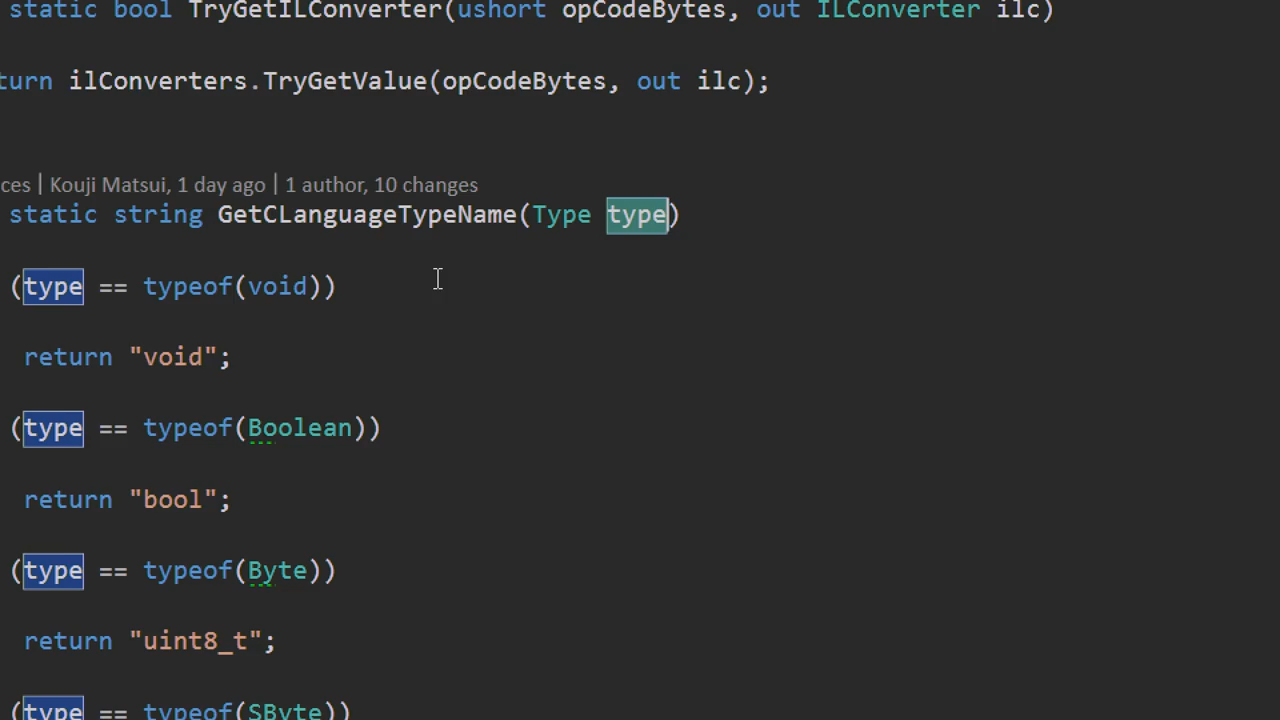 static bool TryGetILConverter(ushort opCodeBytes, out ILConverter ilc)
turn ilConverters.TryGetValue(opCodeBytes, out ilc);
ces | Kouji Matsui, 1 day ago | 1 author, 10 changes
static string GetCLanguageTypeName(Type type)
(type == typeof(void))
return "void";
(type == typeof(Boolean))
return "bool";
(type == typeof(Byte))
return "uint8_t";
(type == typeof(SByte))